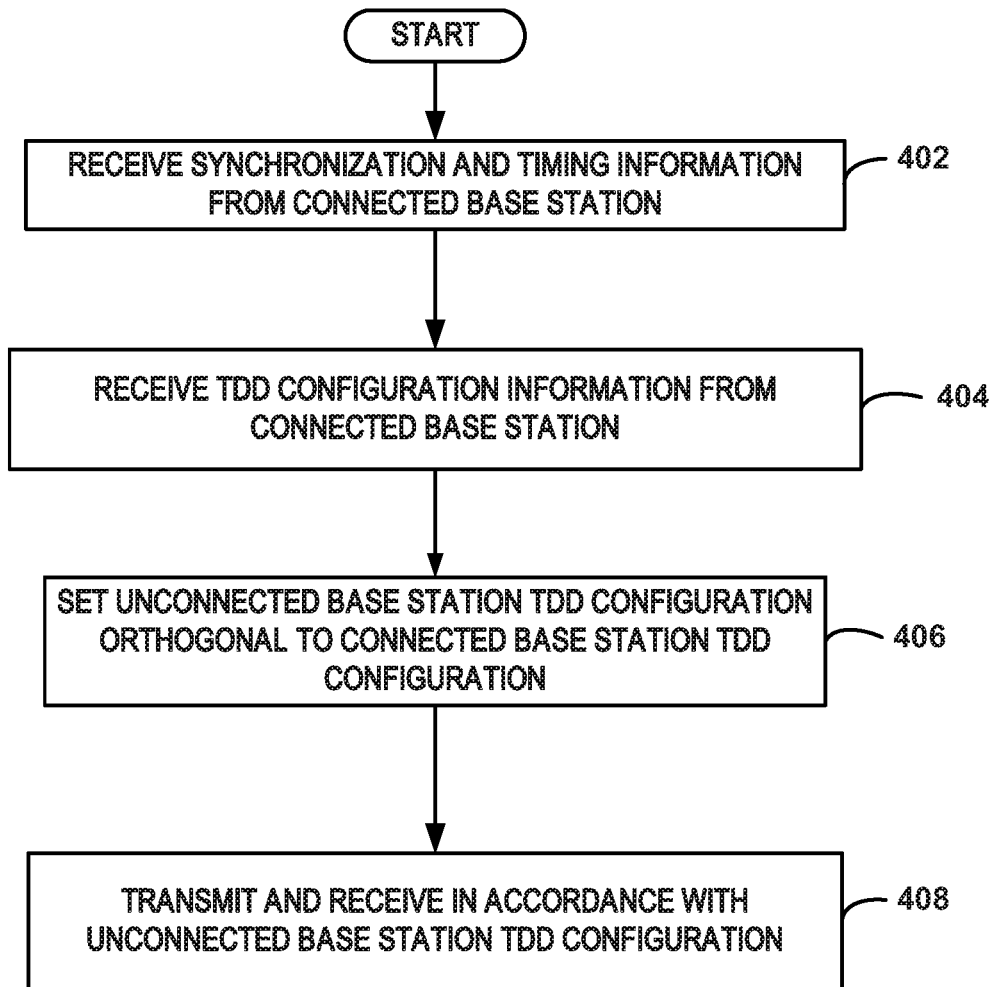 START
RECEIVE SYNCHRONIZATION AND TIMING INFORMATION
FROM CONNECTED BASE STATION
402
RECEIVE TDD CONFIGURATION INFORMATION FROM
CONNECTED BASE STATION
404
SET UNCONNECTED BASE STATION TDD CONFIGURATION
ORTHOGONAL TO CONNECTED BASE STATION TDD
CONFIGURATION
406
TRANSMIT AND RECEIVE IN ACCORDANCE WITH
UNCONNECTED BASE STATION TDD CONFIGURATION
408